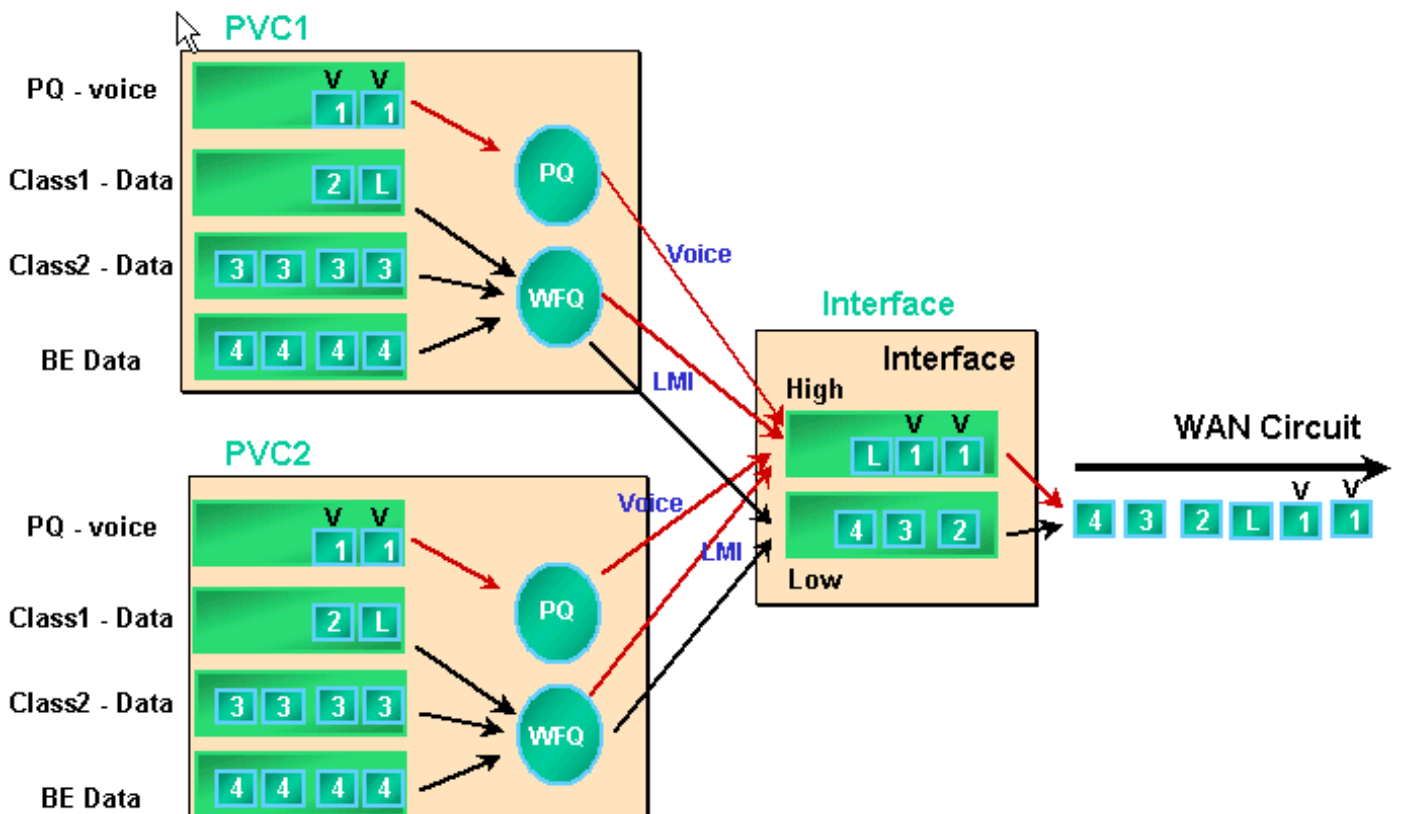 PVC1
PQ - voice
V V
1 1
PQ
Class1 - Data
2 L
Class2 - Data
3 3 3 3
WFQ
BE Data
4 4 4 4
Voice
LMI
PVC2
PQ - voice
V V
1 1
PQ
Class1 - Data
2 L
Class2 - Data
3 3 3 3
WFQ
BE Data
4 4 4 4
Voice
LMI
Interface
Interface
High
V V
L 1 1
4 3 2
Low
WAN Circuit
V V
4 3 2 L 1 1